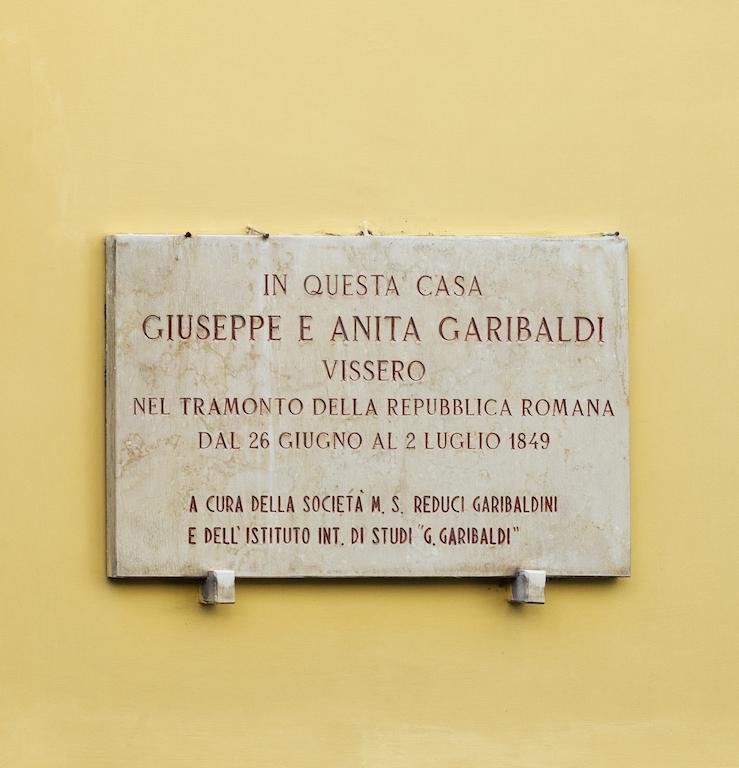 IN QUESTA CASA
GIUSEPPE E ANITA GARIBALDI
VISSERO
NEL TRAMONTO DELLA REPUBBLICA ROMANA
DAL 26 GIUGNO AL 2 LUGLIO 1849
A CURA DELLA SOCIETÀ M. S. REDUCI GARIBALDINI
E DELL'ISTITUTO INT. DI STUDI "G. GARIBALDI"